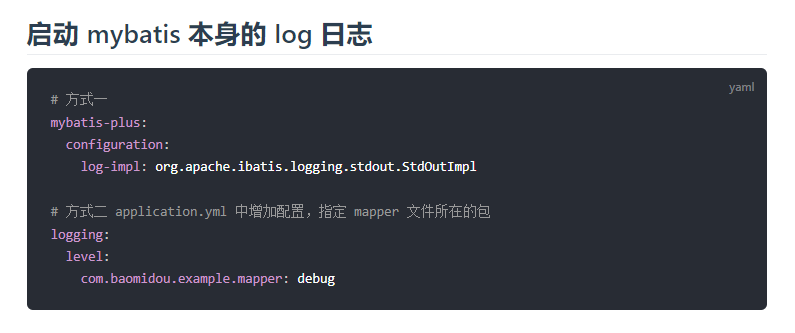 启动 mybatis 本身的 log 日志
yaml
# 方式一
mybatis-plus:
  configuration:
    log-impl: org.apache.ibatis.logging.stdout.StdOutImpl
# 方式二 application.yml 中增加配置，指定 mapper 文件所在的包
logging:
  level:
    com.baomidou.example.mapper: debug